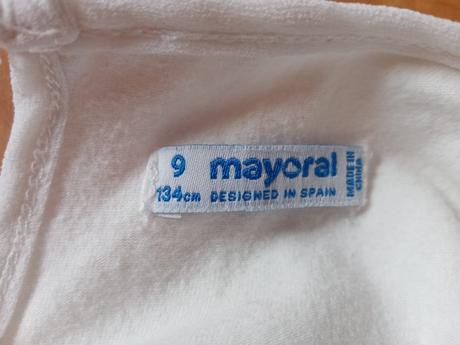 9 mayoral
134cm DESIGNED IN SPAIN
MADE IN
CHINA